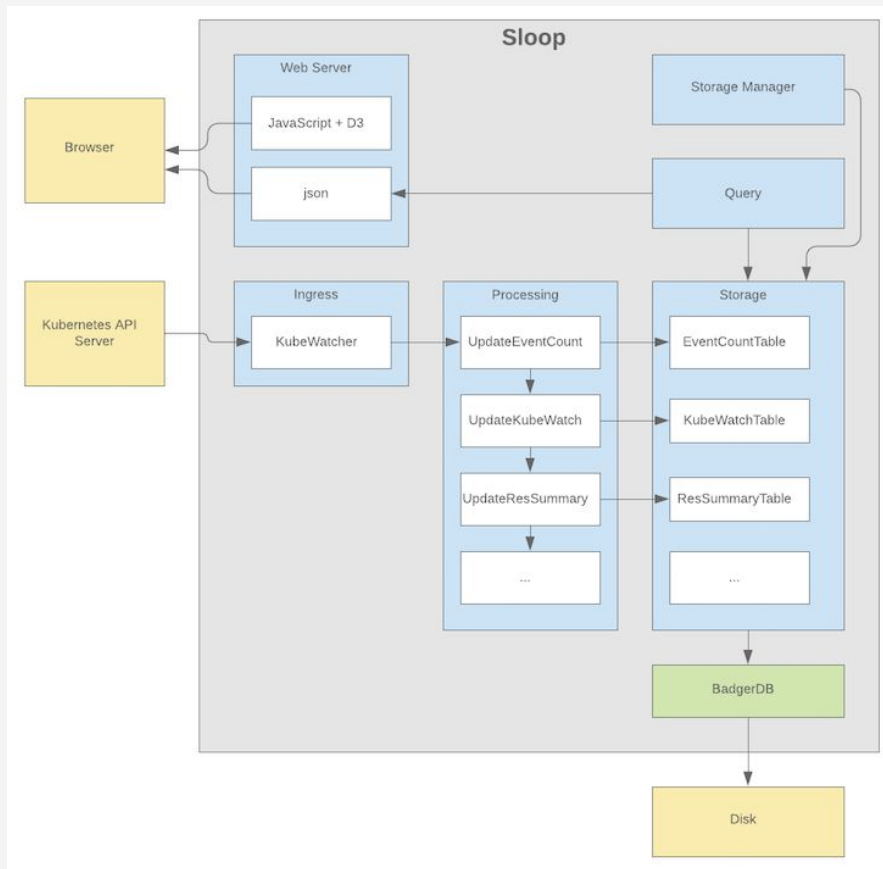 Sloop
Web Server
JavaScript + D3
json
Browser
Storage Manager
Query
Kubernetes API
Server
Ingress
KubeWatcher
Processing
UpdateEventCount
UpdateKubeWatch
UpdateResSummary
...
Storage
EventCountTable
KubeWatchTable
ResSummaryTable
...
BadgerDB
Disk